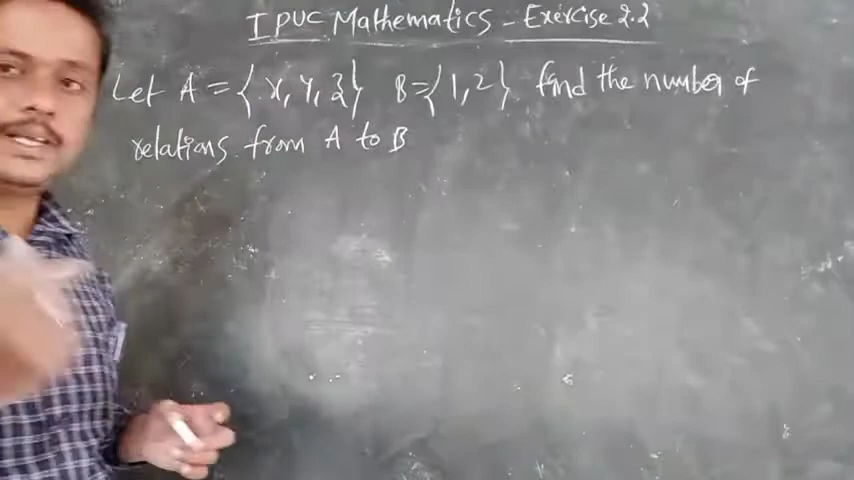 I PUC Mathematics - Exercise 2.2
Let A = {x, y, z} B = {1, 2} find the number of
relations from A to B